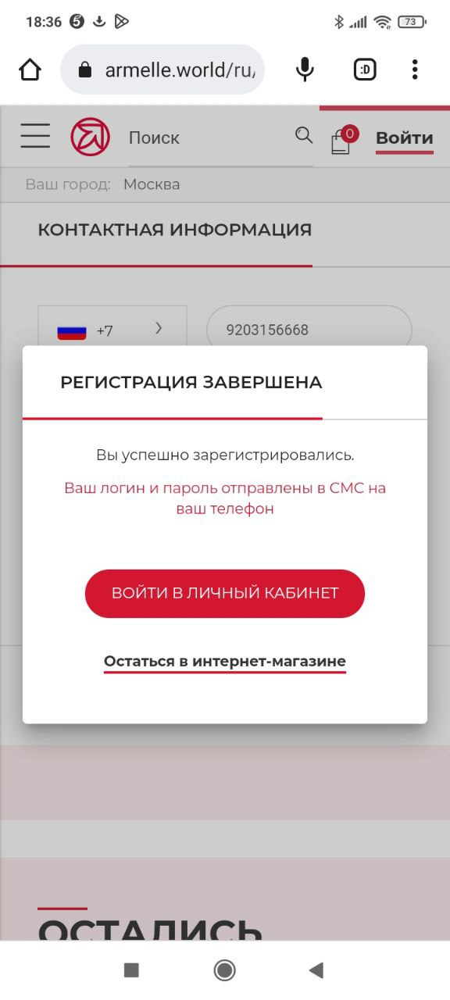 18:36
73
armelle.world/ru/
:D
Поиск
0
Войти
Ваш город: Москва
КОНТАКТНАЯ ИНФОРМАЦИЯ
+7
9203156668
РЕГИСТРАЦИЯ ЗАВЕРШЕНА
Вы успешно зарегистрировались.
Ваш логин и пароль отправлены в СМС на
ваш телефон
ВОЙТИ В ЛИЧНЫЙ КАБИНЕТ
Остаться в интернет-магазине
ОСТАЛИСЬ